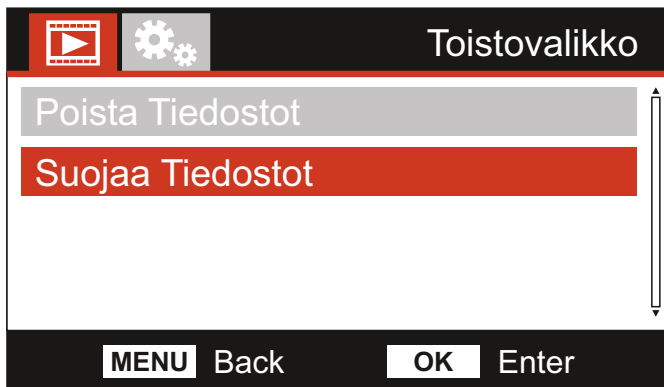 Toistovalikko
Poista Tiedostot
Suojaa Tiedostot
MENU Back OK Enter